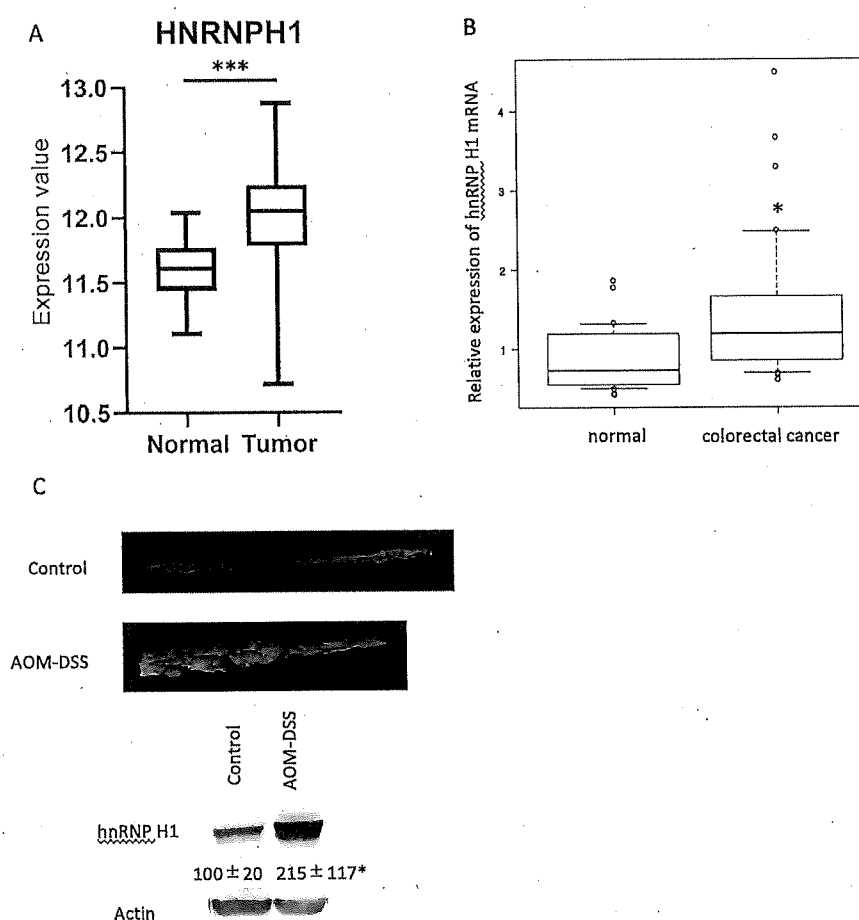 A
HNRNPH1
***
Expression value
13.0
12.5
12.0
11.5
11.0
10.5
Normal Tumor
B
Relative expression of hnRNP H1 mRNA
4
3
2
1
*
normal
colorectal cancer
C
Control
AOM-DSS
Control
AOM-DSS
hnRNP H1
100 ± 20 215 ± 117*
Actin